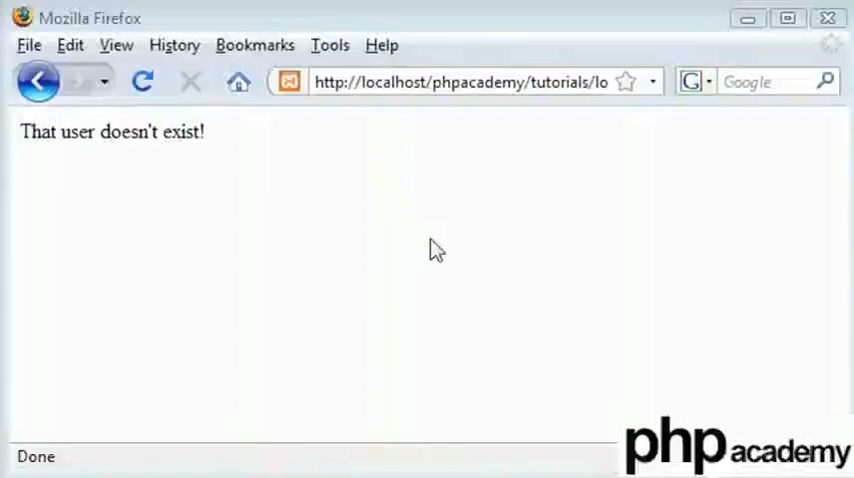 Mozilla Firefox
File Edit View History Bookmarks Tools Help
http://localhost/phpacademy/tutorials/lo G Google
That user doesn't exist!
Done
php academy